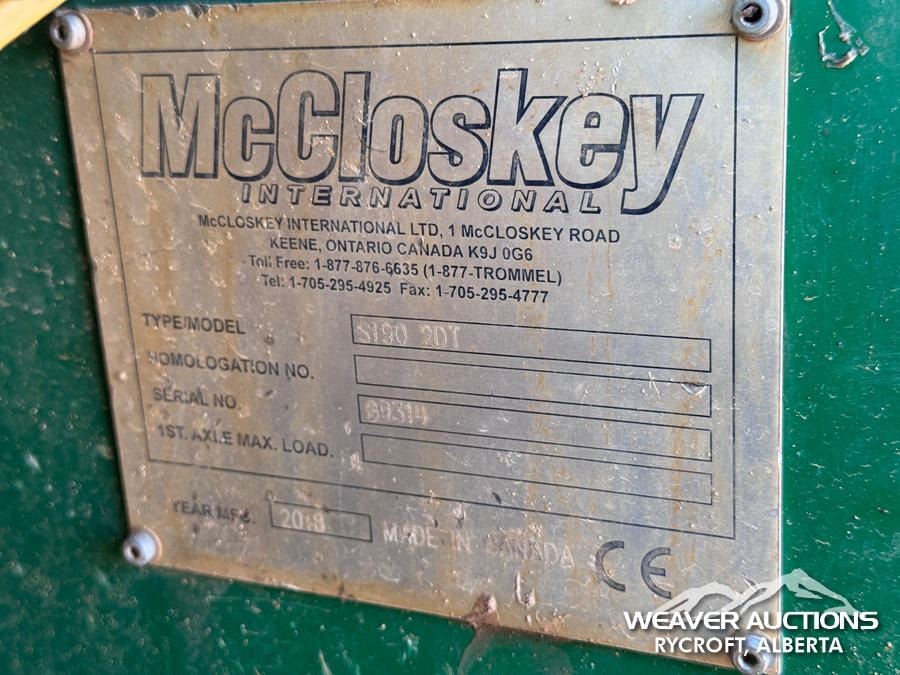 McCloskey
INTERNATIONAL
McCLOSKEY INTERNATIONAL LTD, 1 McCLOSKEY ROAD
KEENE, ONTARIO CANADA K9J 0G6
Toll Free: 1-877-876-6635 (1-877-TROMMEL)
Tel: 1-705-295-4925 Fax: 1-705-295-4777
TYPE/MODEL S190 2DT
HOMOLOGATION NO.
SERIAL NO.
1ST. AXLE MAX. LOAD.
YEAR MFG. 2018 MADE IN CANADA CE
WEAVER AUCTIONS
RYCROFT, ALBERTA